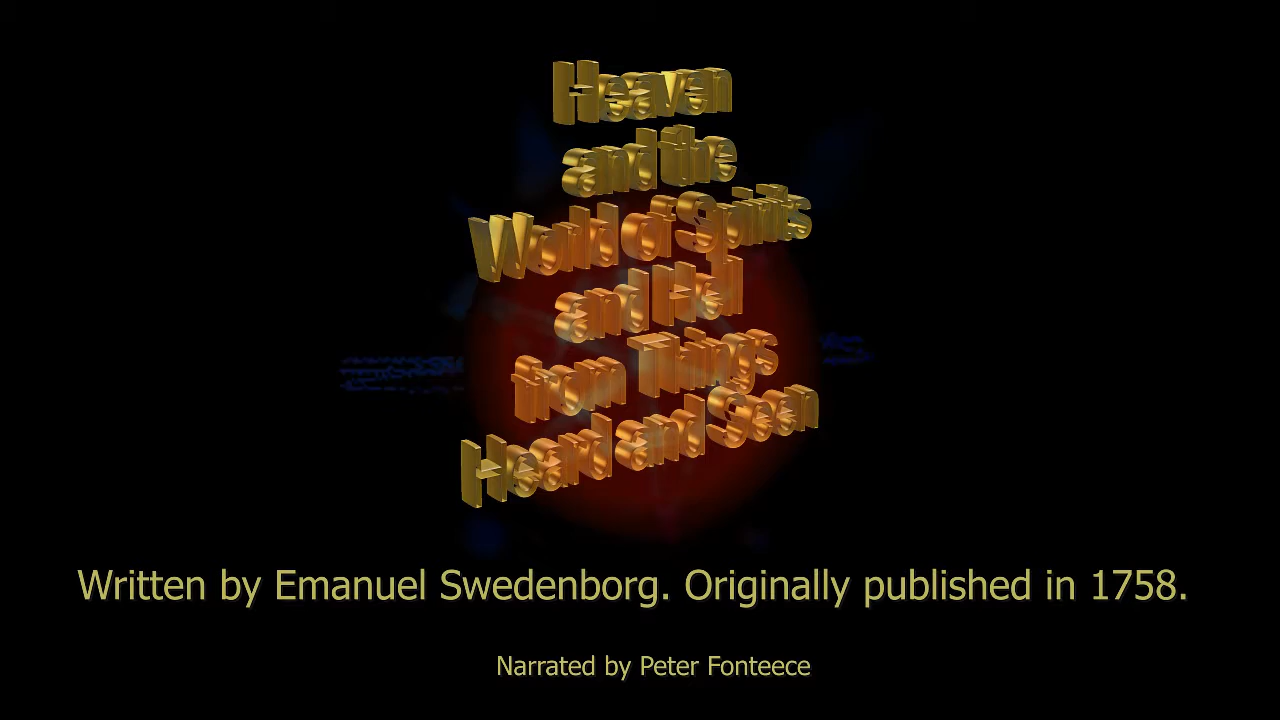 Heaven
and the
World of Spirits
and Hell
from Things
Heard and Seen
Written by Emanuel Swedenborg. Originally published in 1758.
Narrated by Peter Fonteece